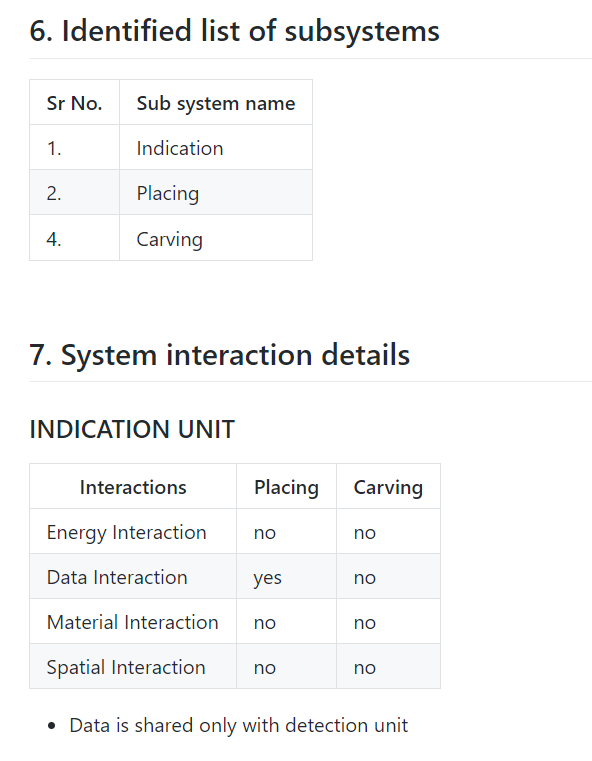 6. Identified list of subsystems
Sr No. Sub system name
1. Indication
2. Placing
4. Carving
7. System interaction details
INDICATION UNIT
Interactions Placing Carving
Energy Interaction no no
Data Interaction yes no
Material Interaction no no
Spatial Interaction no no
• Data is shared only with detection unit